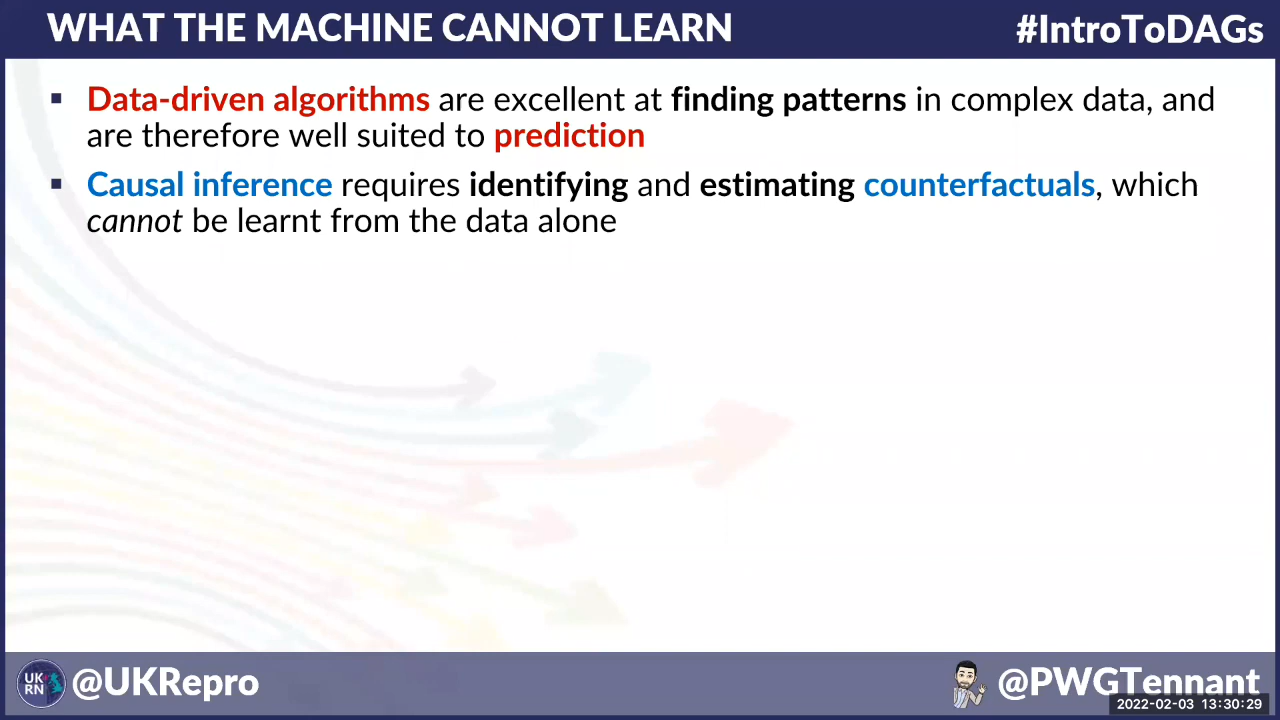 WHAT THE MACHINE CANNOT LEARN
#IntroToDAGs
▪ Data-driven algorithms are excellent at finding patterns in complex data, and
are therefore well suited to prediction
▪ Causal inference requires identifying and estimating counterfactuals, which
cannot be learnt from the data alone
UK
RN
@UKRepro
@PWGTennant
2022-02-03 13:30:29